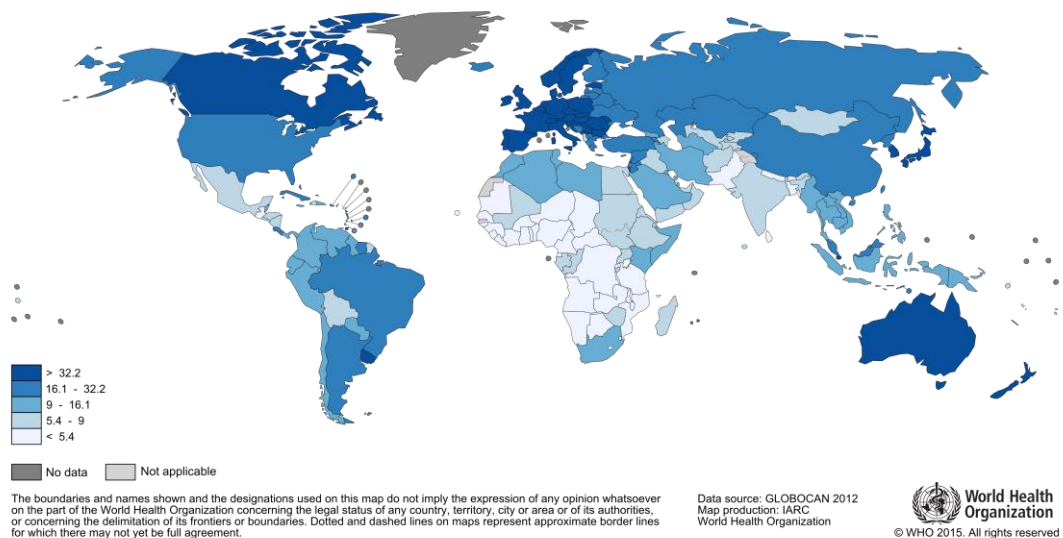 > 32.2
16.1 - 32.2
9 - 16.1
5.4 - 9
< 5.4
No data
Not applicable
The boundaries and names shown and the designations used on this map do not imply the expression of any opinion whatsoever
on the part of the World Health Organization concerning the legal status of any country, territory, city or area or of its authorities,
or concerning the delimitation of its frontiers or boundaries. Dotted and dashed lines on maps represent approximate border lines
for which there may not yet be full agreement.
Data source: GLOBOCAN 2012
Map production: IARC
World Health Organization
World Health
Organization
© WHO 2015. All rights reserved